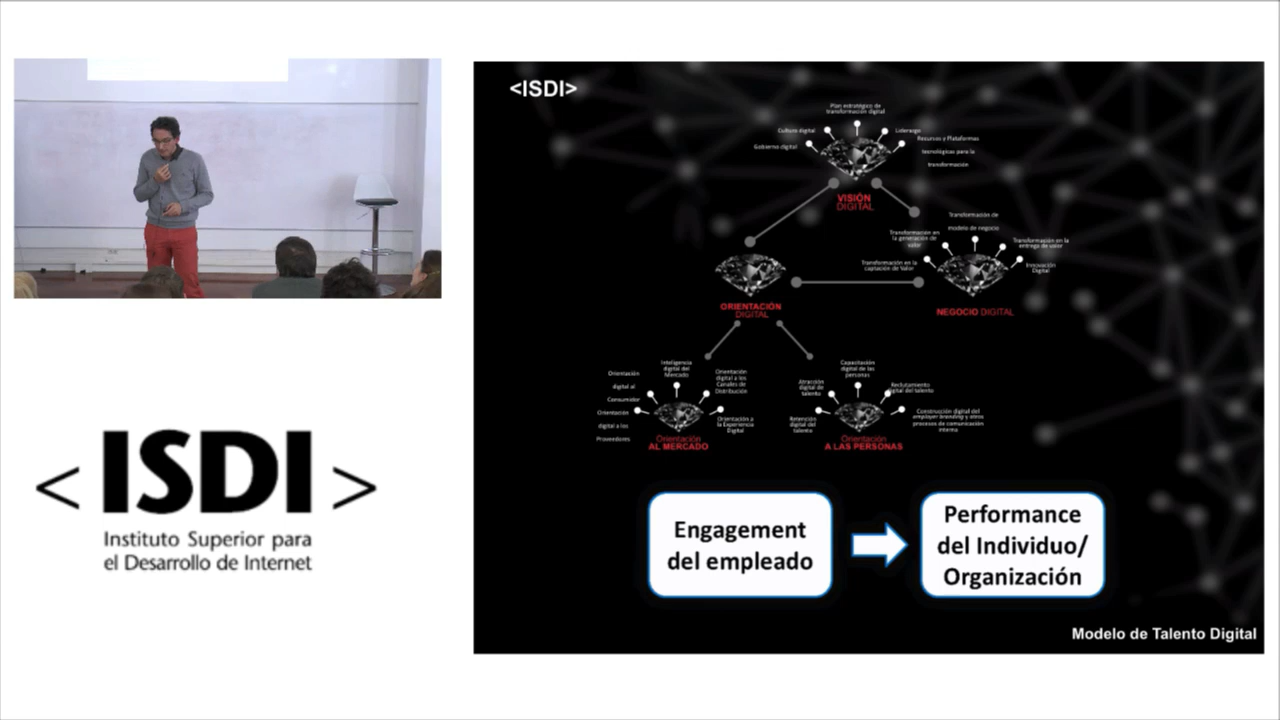 <ISDI>
Plan estratégico de
transformación digital
Cultura digital
Liderazgo
Gobierno digital
Recursos y Plataformas
tecnológicas para la
transformación
VISIÓN
DIGITAL
Transformación de
modelo de negocio
Transformación en
la generación de
valor
Transformación en la
entrega de valor
Transformación en la
captación de Valor
Innovación
Digital
ORIENTACIÓN
DIGITAL
NEGOCIO DIGITAL
Inteligencia
digital del
Mercado
Orientación
digital al
Consumidor
Orientación
digital a los
Canales de
Distribución
Orientación
digital a los
Proveedores
Orientación a
la Experiencia
Digital
Orientación
AL MERCADO
Capacitación
digital de las
personas
Atracción
digital de
talento
Reclutamiento
digital del talento
Retención
digital del
talento
Construcción digital del
employer branding y otros
procesos de comunicación
interna
Orientación
A LAS PERSONAS
<ISDI>
Instituto Superior para
el Desarrollo de Internet
Engagement
del empleado
Performance
del Individuo/
Organización
Modelo de Talento Digital